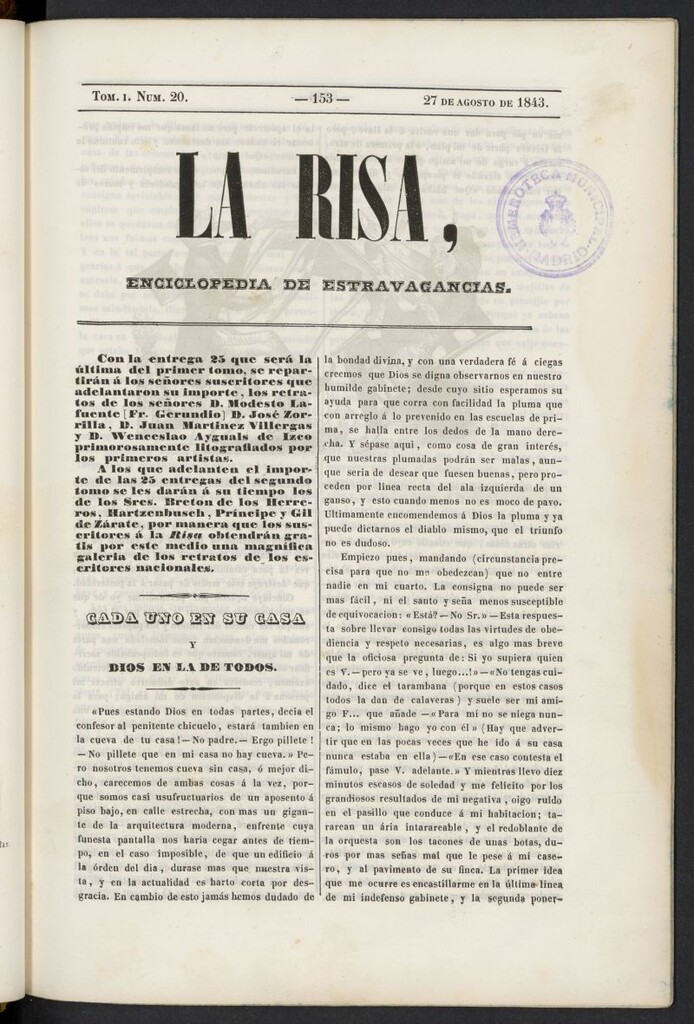 Tom. I. Num. 20.
— 153 —
27 DE AGOSTO DE 1843.
LA RISA,
ENCICLOPEDIA DE ESTRAVAGANCIAS.
HEMEROTECA MUNICIPAL
MADRID
Con la entrega 25 que será la
última del primer tomo, se repar-
tirán á los señores suscritores que
adelantaron su importe, los retra-
tos de los señores D. Modesto La-
fuente [Fr. Gerundio] D. José Zor-
rilla, D. Juan Martinez Villergas
y D. Wenceslao Ayguals de Izco
primorosamente litografiados por
los primeros artistas.
A los que adelanten el impor-
te de las 25 entregas del segundo
tomo se les darán á su tiempo los
de los Sres. Breton de los Herre-
ros, Hartzenbusch, Príncipe y Gil
de Zárate, por manera que los sus-
critores á la Risa obtendrán gra-
tis por este medio una magnífica
galeria de los retratos de los es-
critores nacionales.
CADA UNO EN SU CASA
Y
DIOS EN LA DE TODOS.
«Pues estando Dios en todas partes, decia el
confesor al penitente chicuelo, estará tambien en
la cueva de tu casa! — No padre. — Ergo pillete!
— No pillete que en mi casa no hay cueva.» Pe-
ro nosotros tenemos cueva sin casa, ó mejor di-
cho, carecemos de ambas cosas á la vez, por-
que somos casi usufructuarios de un aposento á
piso bajo, en calle estrecha, con mas un gigan-
te de la arquitectura moderna, enfrente cuya
funesta pantalla nos haria cegar antes de tiem-
po, en el caso imposible, de que un edificio á
la órden del dia, durase mas que nuestra vis-
ta, y en la actualidad es harto corta por des-
gracia. En cambio de esto jamás hemos dudado de
la bondad divina, y con una verdadera fé á ciegas
creemos que Dios se digna observarnos en nuestro
humilde gabinete; desde cuyo sitio esperamos su
ayuda para que corra con facilidad la pluma que
con arreglo á lo prevenido en las escuelas de pri-
ma, se halla entre los dedos de la mano dere-
cha. Y sépase aqui, como cosa de gran interés,
que nuestras plumadas podrán ser malas, aun-
que seria de desear que fuesen buenas, pero proce-
den por linea recta del ala izquierda de un
ganso, y esto cuando menos no es moco de pavo.
Ultimamente encomendemos á Dios la pluma y ya
puede dictarnos el diablo mismo, que el triunfo
no es dudoso.
Empiezo pues, mandando (circunstancia pre-
cisa para que no me obedezcan) que no entre
nadie en mi cuarto. La consigna no puede ser
mas fácil, ni el santo y seña menos susceptible
de equivocacion: «Está? — No Sr.» — Esta respues-
ta sobre llevar consigo todas las virtudes de obe-
diencia y respeto necesarias, es algo mas breve
que la oficiosa pregunta de: Si yo supiera quien
es V. — pero ya se ve, luego...!» — «No tengas cui-
dado, dice el tarambana (porque en estos casos
todos la dan de calaveras) y suele ser mi ami-
go F... que añade — «Para mi no se niega nun-
ca; lo mismo hago yo con él» (Hay que adver-
tir que en las pocas veces que he ido á su casa
nunca estaba en ella) — «En ese caso contesta el
fámulo, pase V. adelante.» Y mientras llevo diez
minutos escasos de soledad y me felicito por los
grandiosos resultados de mi negativa, oigo ruido
en el pasillo que conduce á mi habitacion; ta-
rarean un ária intarareable, y el redoblante de
la orquesta son los tacones de unas botas, du-
ros por mas señas mal que le pese á mi case-
ro, y al pavimento de su finca. La primer idea
que me ocurre es encastillarme en la última linea
de mi indefenso gabinete, y la segunda poner-